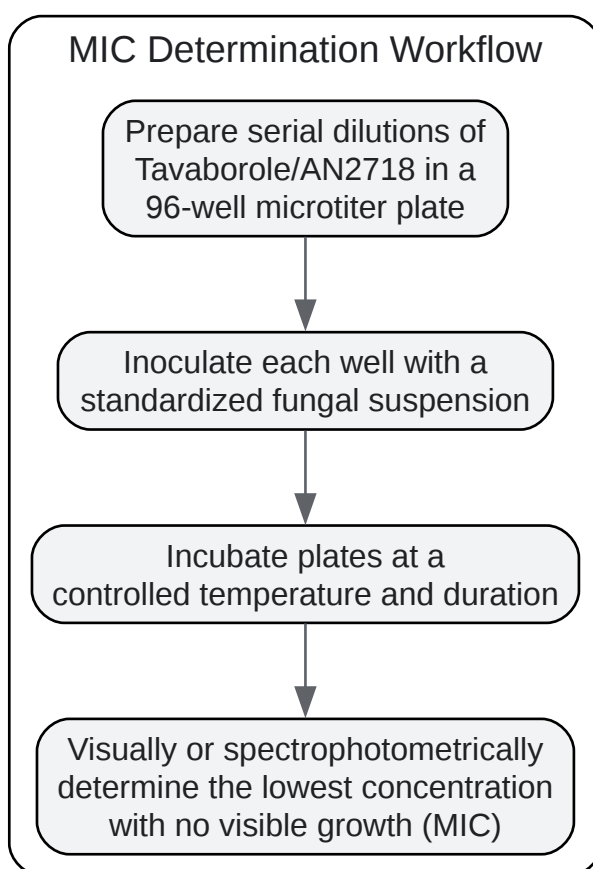 MIC Determination Workflow
Prepare serial dilutions of
Tavaborole/AN2718 in a
96-well microtiter plate
Inoculate each well with a
standardized fungal suspension
Incubate plates at a
controlled temperature and duration
Visually or spectrophotometrically
determine the lowest concentration
with no visible growth (MIC)